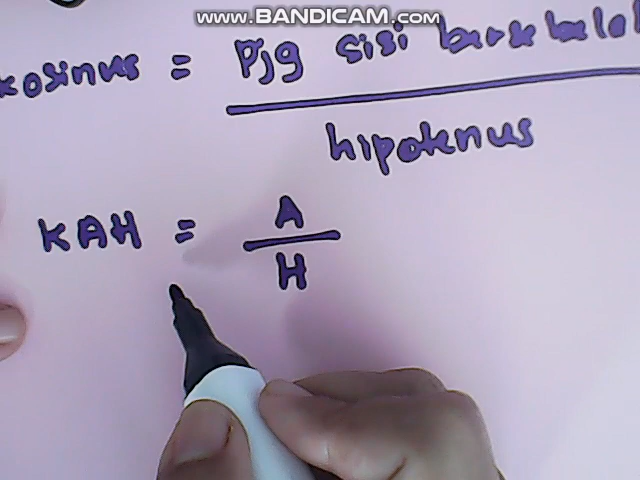 www.BANDICAM.com
kosinus = Pjg sisi
hipotenus
KAH = A
H